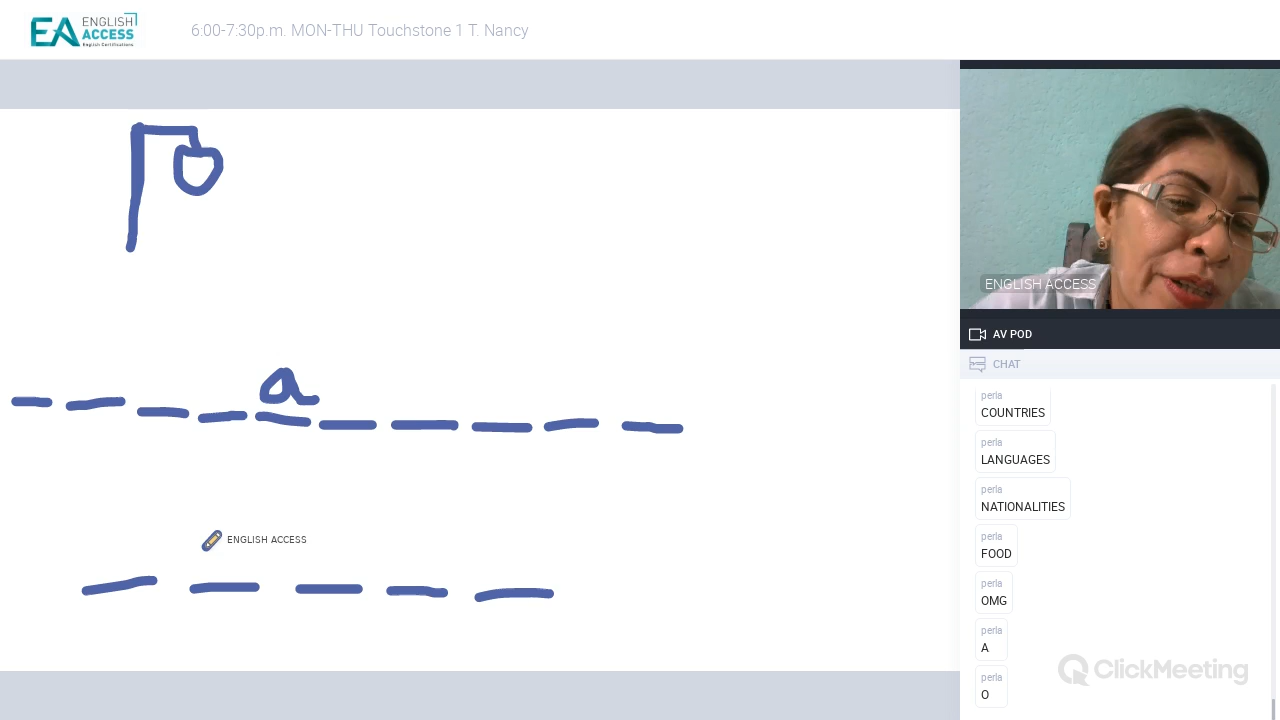 EA ENGLISH ACCESS
English Certifications
6:00-7:30p.m. MON-THU Touchstone 1 T. Nancy
ENGLISH ACCESS
AV POD
CHAT
perla
COUNTRIES
perla
LANGUAGES
perla
NATIONALITIES
perla
FOOD
perla
OMG
perla
A
perla
O
ClickMeeting
a
ENGLISH ACCESS